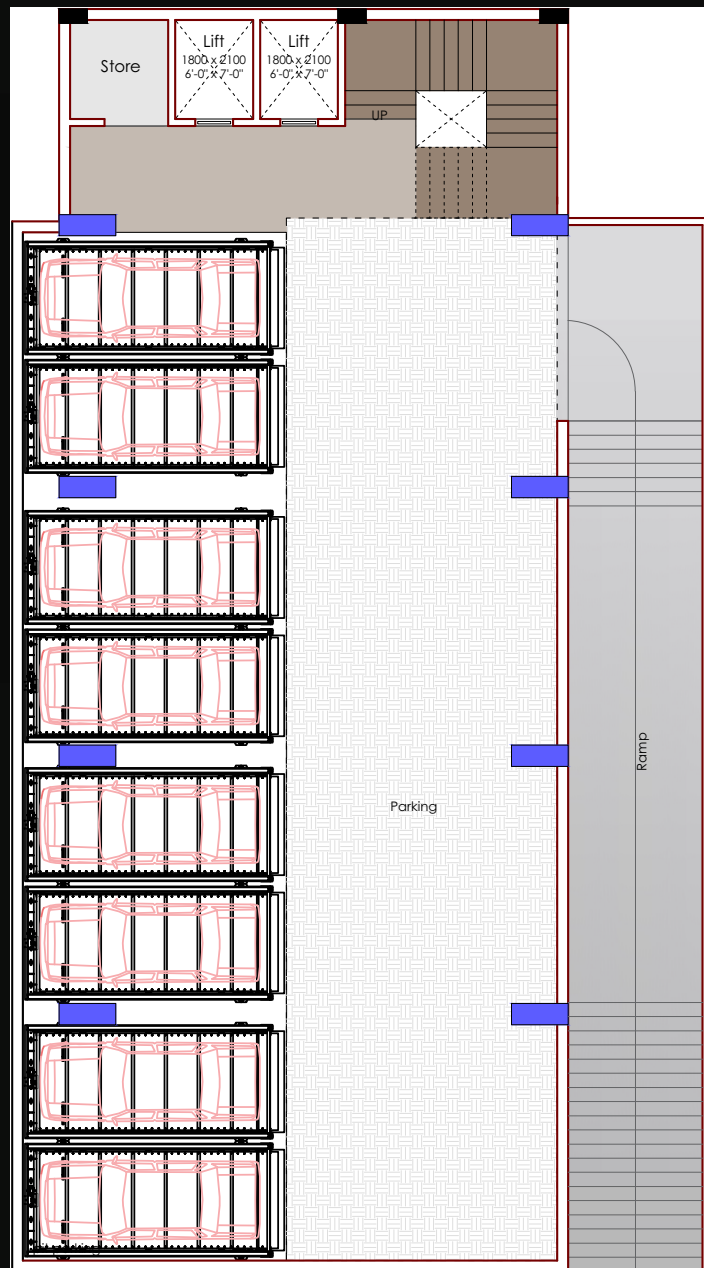 Store
Lift
1800 x 2100
6'-0" x 7'-0"
Lift
1800 x 2100
6'-0" x 7'-0"
UP
Ramp
Parking